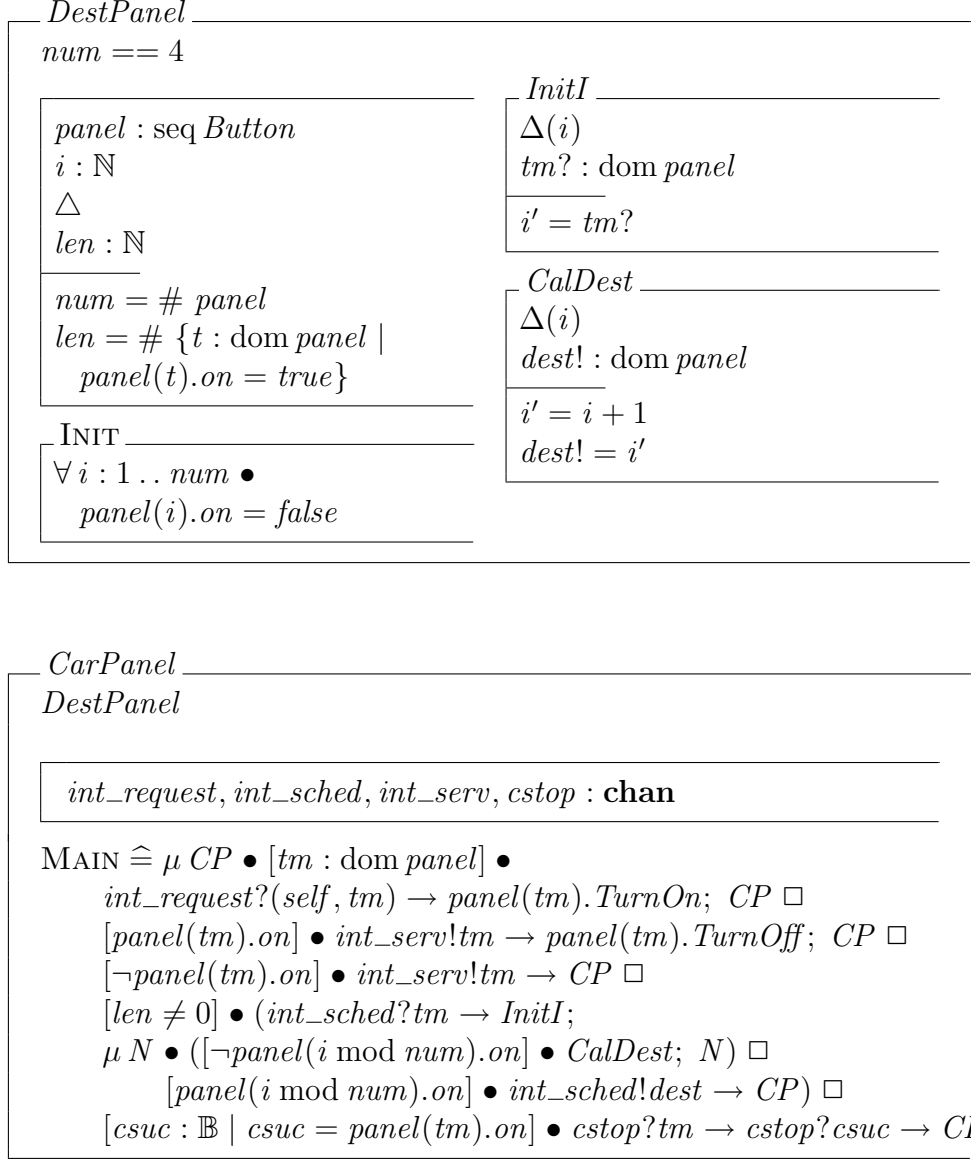 DestPanel
num == 4
panel : seq Button
i : ℕ
△
len : ℕ
num = # panel
len = # {t : dom panel |
panel(t).on = true}
INIT
∀ i : 1 . . num •
panel(i).on = false
InitI
Δ(i)
tm? : dom panel
i′ = tm?
CalDest
Δ(i)
dest! : dom panel
i′ = i + 1
dest! = i′
CarPanel
DestPanel
int_request, int_sched, int_serv, cstop : chan
MAIN ≙ μ CP • [tm : dom panel] •
int_request?(self, tm) → panel(tm).TurnOn; CP □
[panel(tm).on] • int_serv!tm → panel(tm).TurnOff; CP □
[¬panel(tm).on] • int_serv!tm → CP □
[len ≠ 0] • (int_sched?tm → InitI;
μ N • ([¬panel(i mod num).on] • CalDest; N) □
[panel(i mod num).on] • int_sched!dest → CP) □
[csuc : 𝔹 | csuc = panel(tm).on] • cstop?tm → cstop?csuc →